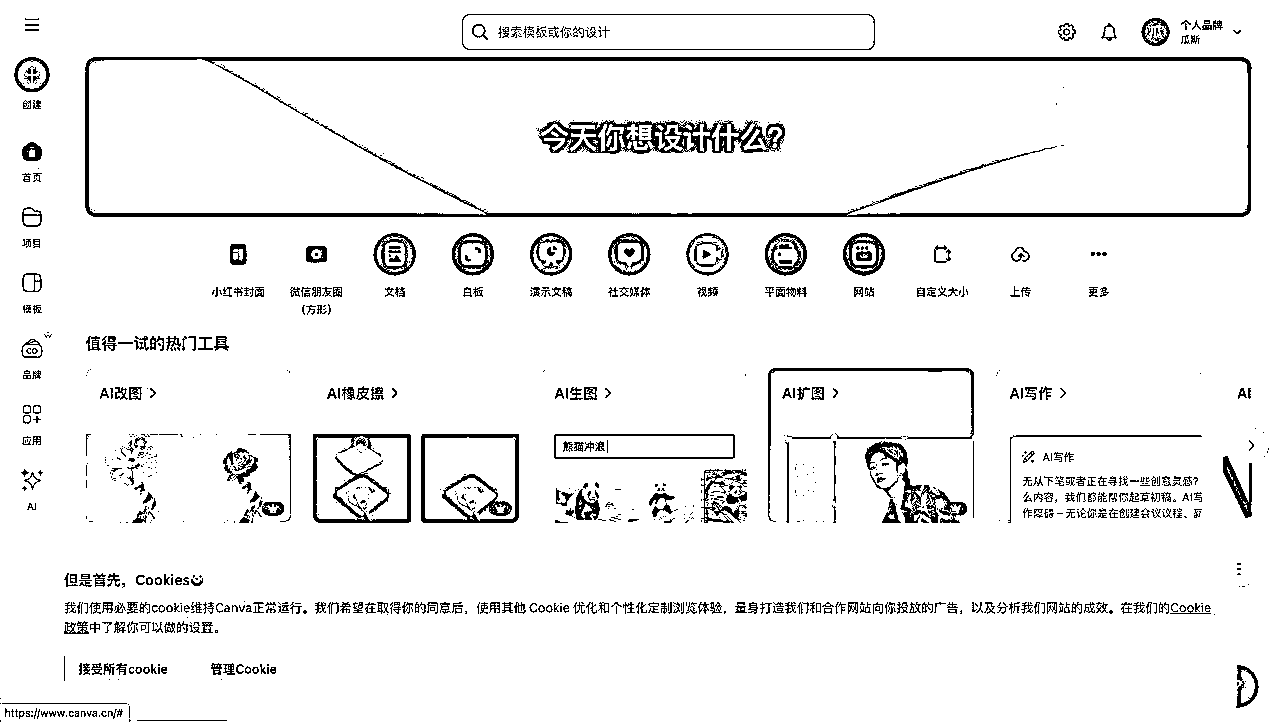 搜索模板或你的设计
个人品牌
瓜斯
创建
首页
项目
模板
CO
品牌
应用
AI
今天你想设计什么?
小红书封面
微信朋友圈
(方形)
文档
白板
演示文稿
社交媒体
视频
平面物料
网站
自定义大小
上传
更多
值得一试的热门工具
AI改图
AI橡皮擦
AI生图
熊猫冲浪
AI扩图
AI写作
AI写作
无从下笔或者正在寻找一些创意灵感?
么内容，我们都能帮你起草初稿。AI写
作障碍 – 无论你是在创建会议议程、
但是首先，Cookies
我们使用必要的cookie维持Canva正常运行。我们希望在取得你的同意后，使用其他 Cookie 优化和个性化定制浏览体验，量身打造我们和合作网站向你投放的广告，以及分析我们网站的成效。在我们的Cookie
政策中了解你可以做的设置。
接受所有cookie
管理Cookie
https://www.canva.cn/#